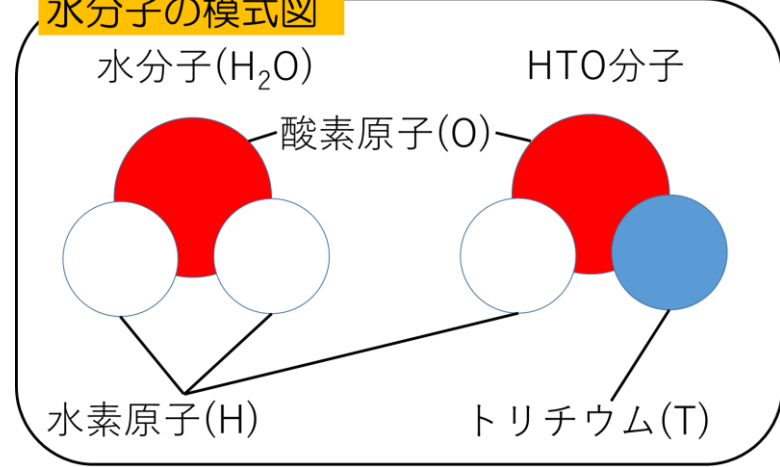 水分子の模式図
水分子(H₂O)
HTO分子
酸素原子(O)
水素原子(H)
トリチウム(T)